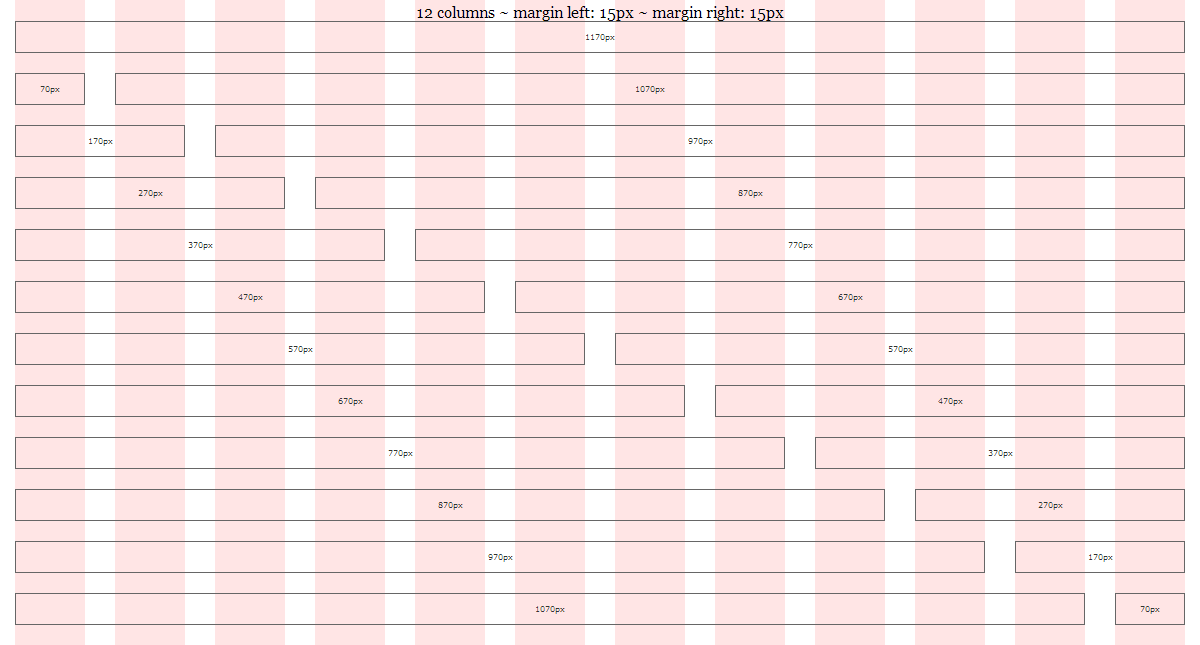 12 columns ~ margin left: 15px ~ margin right: 15px
1170px
70px 1070px
170px 970px
270px 870px
370px 770px
470px 670px
570px 570px
670px 470px
770px 370px
870px 270px
970px 170px
1070px 70px